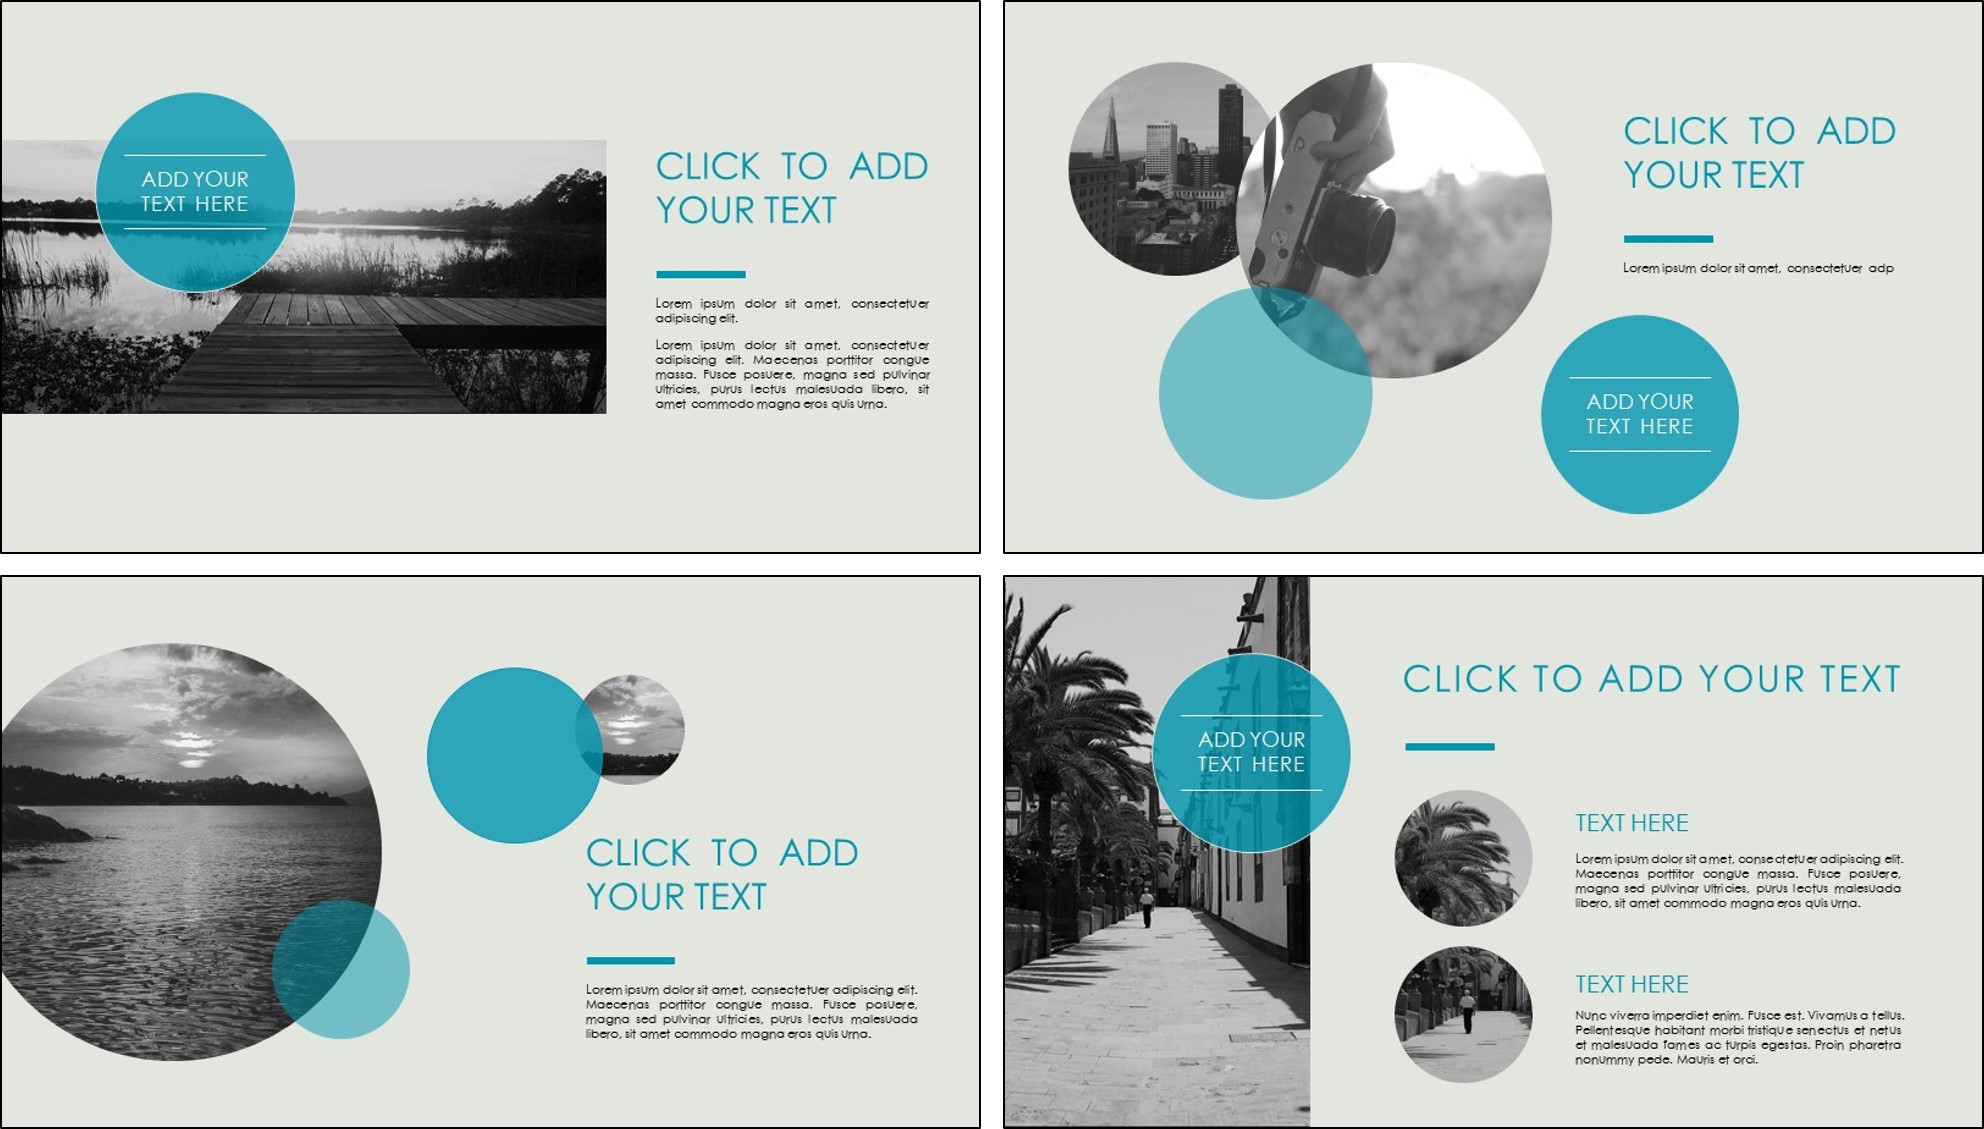 ADD YOUR
TEXT HERE
CLICK TO ADD
YOUR TEXT
Lorem ipsum dolor sit amet, consectetuer
adipiscing elit.
Lorem ipsum dolor sit amet, consectetuer
adipiscing elit. Maecenas porttitor congue
massa. Fusce posuere, magna sed pulvinar
ultricies, purus lectus malesuada libero, sit
amet commodo magna eros quis urna.
CLICK TO ADD
YOUR TEXT
Lorem ipsum dolor sit amet, consectetuer adp
ADD YOUR
TEXT HERE
CLICK TO ADD
YOUR TEXT
Lorem ipsum dolor sit amet, consectetuer adipiscing elit.
Maecenas porttitor congue massa. Fusce posuere,
magna sed pulvinar ultricies, purus lectus malesuada
libero, sit amet commodo magna eros quis urna.
ADD YOUR
TEXT HERE
CLICK TO ADD YOUR TEXT
TEXT HERE
Lorem ipsum dolor sit amet, consectetuer adipiscing elit.
Maecenas porttitor congue massa. Fusce posuere,
magna sed pulvinar ultricies, purus lectus malesuada
libero, sit amet commodo magna eros quis urna.
TEXT HERE
Nunc viverra imperdiet enim. Fusce est. Vivamus a tellus.
Pellentesque habitant morbi tristique senectus et netus
et malesuada fames ac turpis egestas. Proin pharetra
nonummy pede. Mauris et orci.